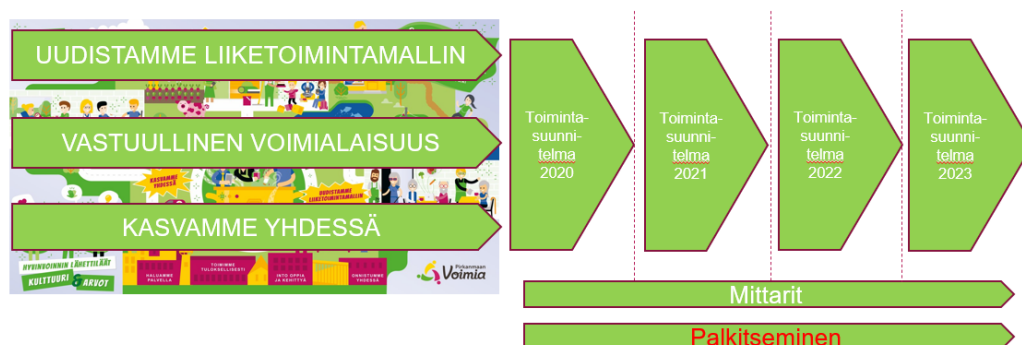 UUDISTAMME LIIKETOIMINTAMALLIN
VASTUULLINEN VOIMIALAISUUS
KASVAMME
YHDESSÄ
UUDISTAMME
LIIKETOIMINTAMALLIN
KASVAMME YHDESSÄ
HYVINVOINNIN LÄHETTILÄÄT
KULTTUURI & ARVOT
HALUAMME
PALVELLA
TOIMIMME
TULOKSELLISESTI
INTO OPPIA
JA KEHITTYÄ
ONNISTUMME
YHDESSÄ
Pirkanmaan
Voimia
Toiminta-
suunni-
telma
2020
Toiminta-
suunni-
telma
2021
Toiminta-
suunni-
telma
2022
Toiminta-
suunni-
telma
2023
Mittarit
Palkitseminen